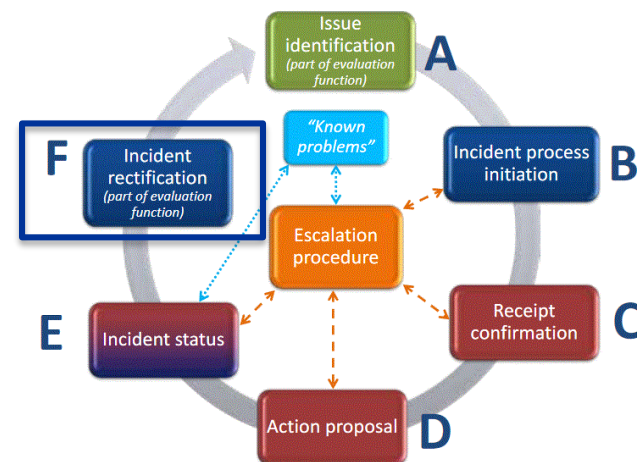 Issue
identification
(part of evaluation
function)
A
"Known
problems"
F
Incident
rectification
(part of evaluation
function)
Incident process
initiation
B
Escalation
procedure
E
Incident status
Receipt
confirmation
C
Action proposal
D